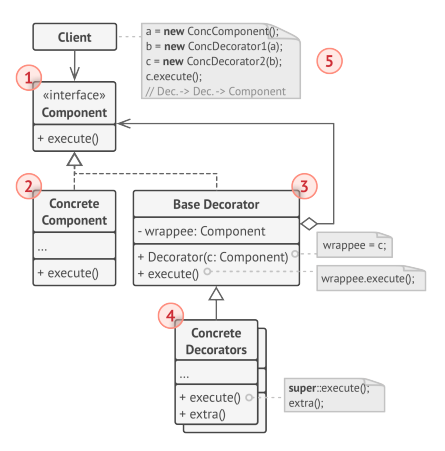 Client
a = new ConcComponent();
b = new ConcDecorator1(a);
c = new ConcDecorator2(b);
c.execute();
// Dec. -> Dec. -> Component
5
1
«interface»
Component
+ execute()
2
Concrete
Component
...
+ execute()
3
Base Decorator
- wrappee: Component
+ Decorator(c: Component)
+ execute()
wrappee = c;
wrappee.execute();
4
Concrete
Decorators
...
+ execute()
+ extra()
super::execute();
extra();